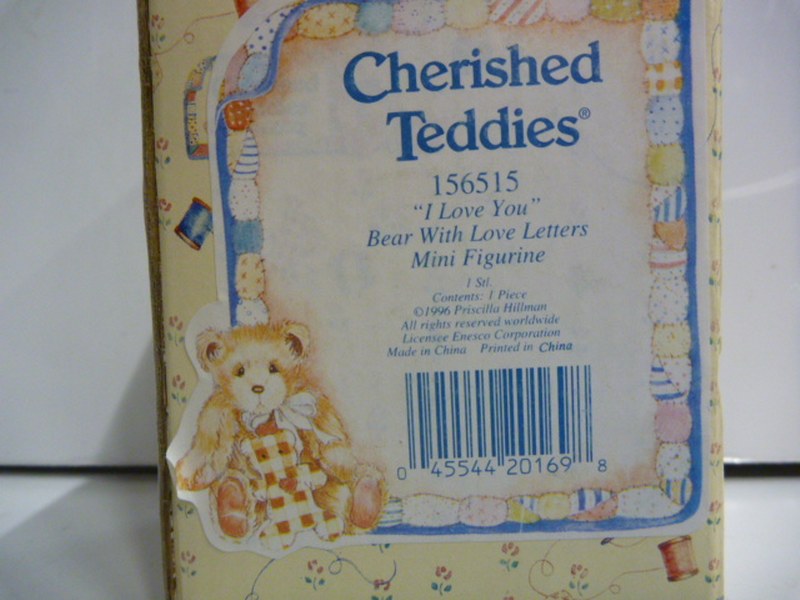 Cherished
Teddies®
156515
"I Love You"
Bear With Love Letters
Mini Figurine
1 Stl.
Contents: 1 Piece
©1996 Priscilla Hillman
All rights reserved worldwide
Licensee Enesco Corporation
Made in China Printed in China
0 45544 20169 8